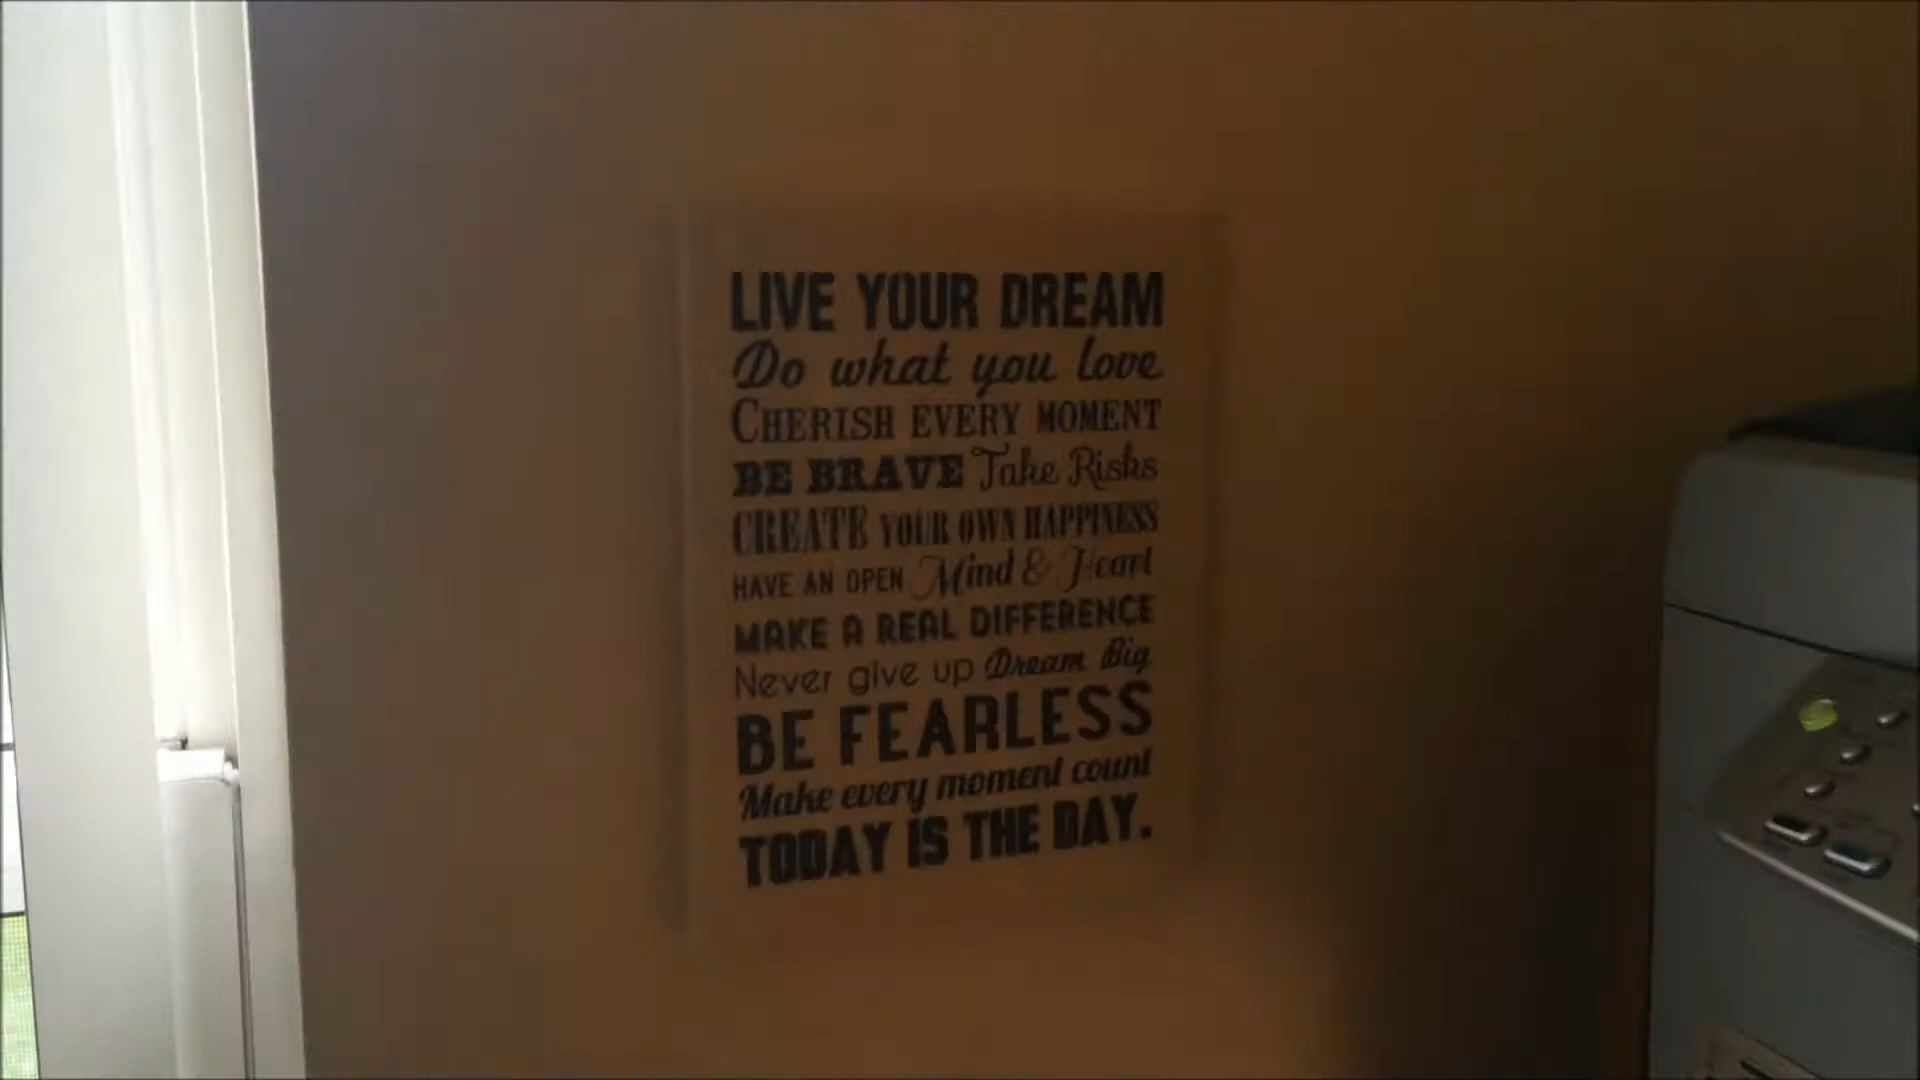 LIVE YOUR DREAM
Do what you love
CHERISH EVERY MOMENT
BE BRAVE Take Risks
CREATE YOUR OWN HAPPINESS
HAVE AN OPEN Mind & Heart
MAKE A REAL DIFFERENCE
Never give up Dream Big
BE FEARLESS
Make every moment count
TODAY IS THE DAY.